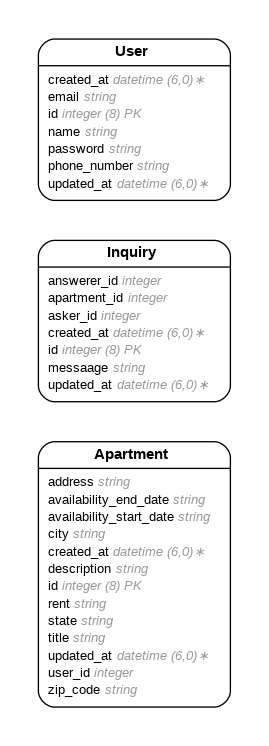 User
created_at datetime (6,0)∗
email string
id integer (8) PK
name string
password string
phone_number string
updated_at datetime (6,0)∗
Inquiry
answerer_id integer
apartment_id integer
asker_id integer
created_at datetime (6,0)∗
id integer (8) PK
messaage string
updated_at datetime (6,0)∗
Apartment
address string
availability_end_date string
availability_start_date string
city string
created_at datetime (6,0)∗
description string
id integer (8) PK
rent string
state string
title string
updated_at datetime (6,0)∗
user_id integer
zip_code string